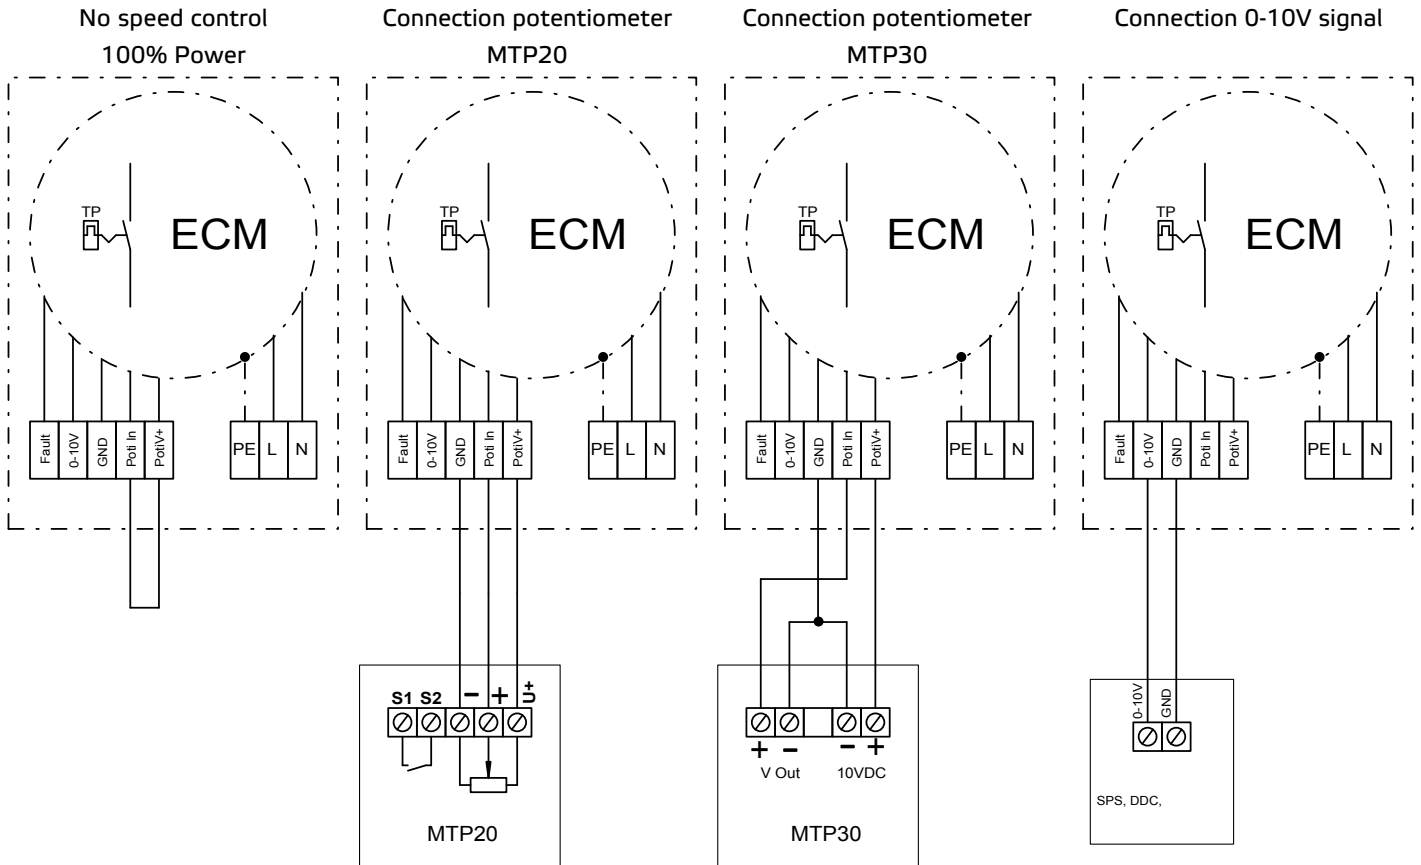 No speed control
100% Power
Connection potentiometer
MTP20
Connection potentiometer
MTP30
Connection 0-10V signal
TP
ECM
TP
ECM
TP
ECM
TP
ECM
Fault
0-10V
GND
Poti In
PotiV+
PE L N
Fault
0-10V
GND
Poti In
PotiV+
PE L N
Fault
0-10V
GND
Poti In
PotiV+
PE L N
Fault
0-10V
GND
Poti In
PotiV+
PE L N
S1 S2 − + U+
MTP20
+ − − +
V Out 10VDC
MTP30
0-10V
GND
SPS, DDC,